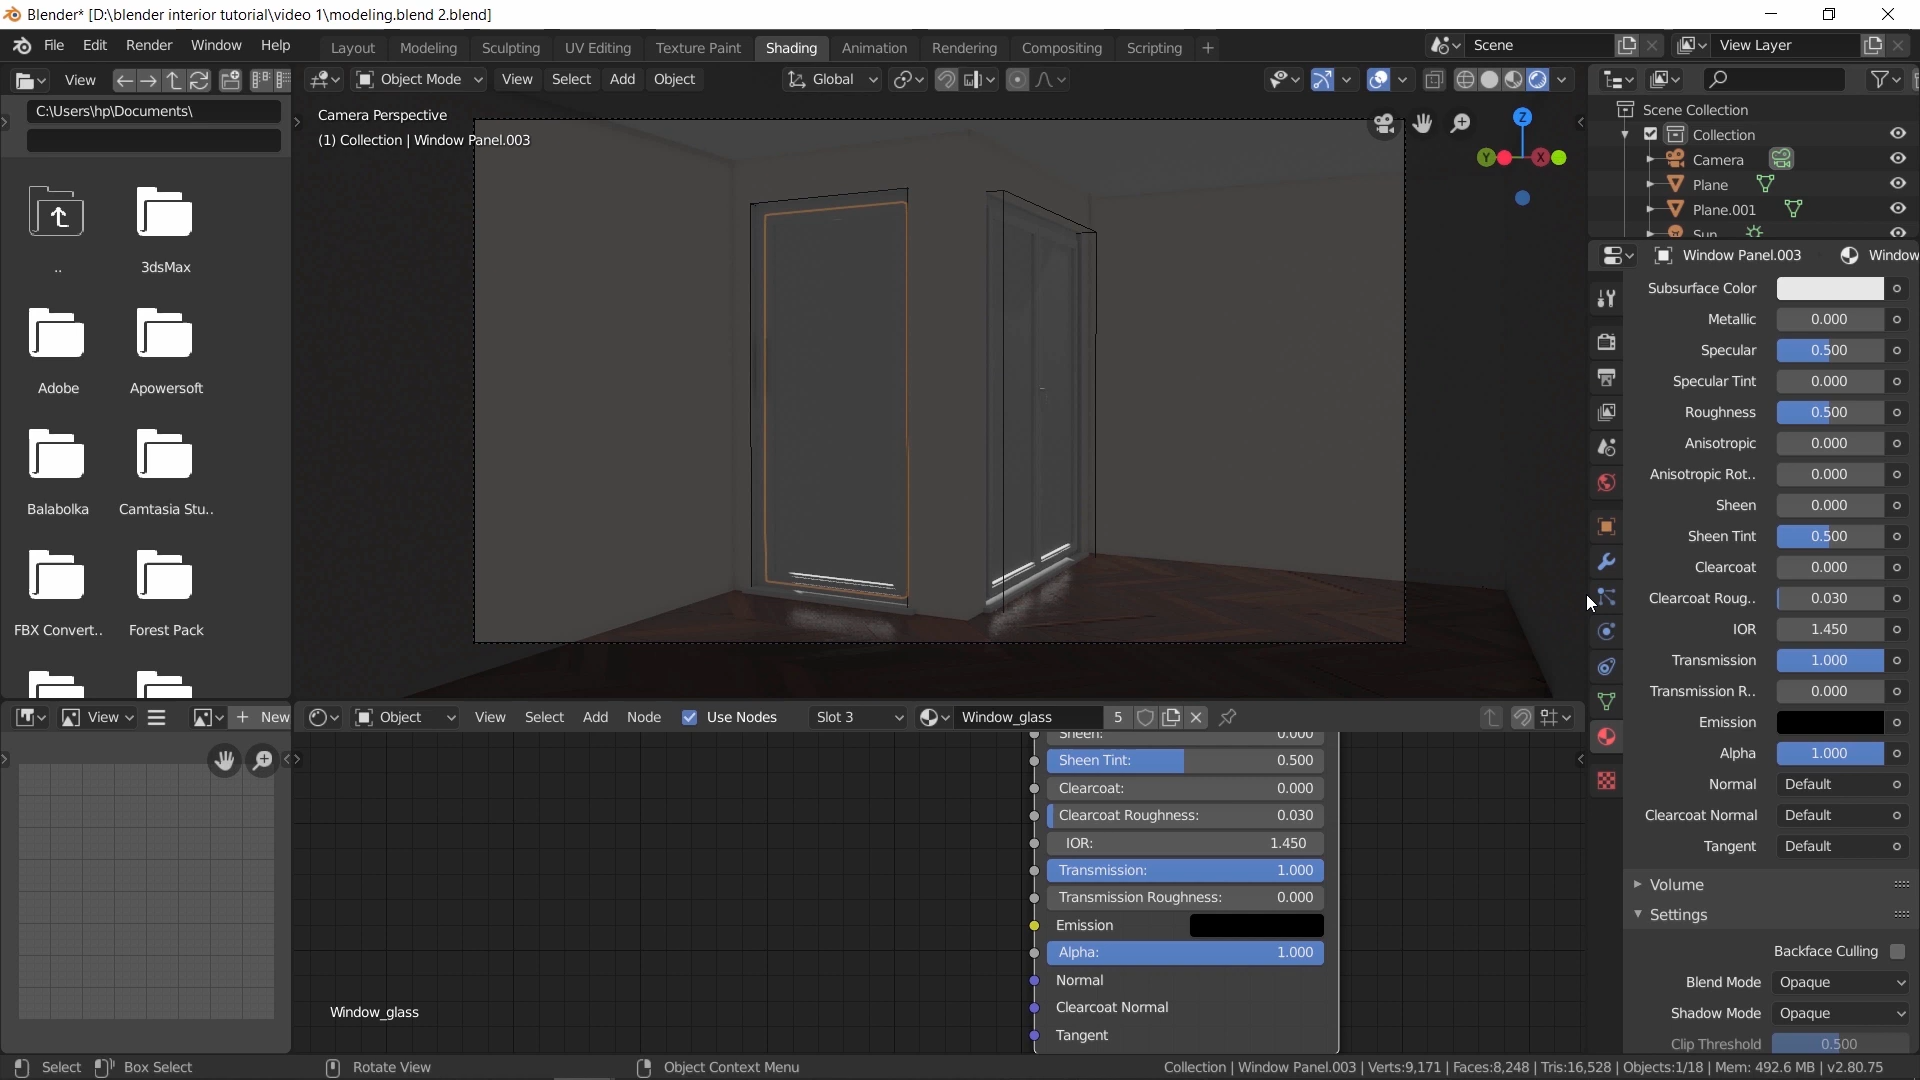 Blender* [D:\blender interior tutorial\video 1\modeling.blend 2.blend]
File Edit Render Window Help Layout Modeling Sculpting UV Editing Texture Paint Shading Animation Rendering Compositing Scripting + Scene View Layer
View Object Mode View Select Add Object Global
C:\Users\hp\Documents\
Camera Perspective
(1) Collection | Window Panel.003
Z
Y X
..
3dsMax
Adobe
Apowersoft
Balabolka
Camtasia Stu..
FBX Convert..
Forest Pack
Scene Collection
Collection
Camera
Plane
Plane.001
Sun
Window Panel.003 Window
Subsurface Color
Metallic 0.000
Specular 0.500
Specular Tint 0.000
Roughness 0.500
Anisotropic 0.000
Anisotropic Rot.. 0.000
Sheen 0.000
Sheen Tint 0.500
Clearcoat 0.000
Clearcoat Roug.. 0.030
IOR 1.450
Transmission 1.000
Transmission R.. 0.000
Emission
Alpha 1.000
Normal Default
Clearcoat Normal Default
Tangent Default
Volume
Settings
Backface Culling
Blend Mode Opaque
Shadow Mode Opaque
Clip Threshold 0.500
View + New
Object View Select Add Node Use Nodes Slot 3 Window_glass 5
Sheen: 0.000
Sheen Tint: 0.500
Clearcoat: 0.000
Clearcoat Roughness: 0.030
IOR: 1.450
Transmission: 1.000
Transmission Roughness: 0.000
Emission
Alpha: 1.000
Normal
Clearcoat Normal
Tangent
Window_glass
Select Box Select Rotate View Object Context Menu Collection | Window Panel.003 | Verts:9,171 | Faces:8,248 | Tris:16,528 | Objects:1/18 | Mem: 492.6 MB | v2.80.75